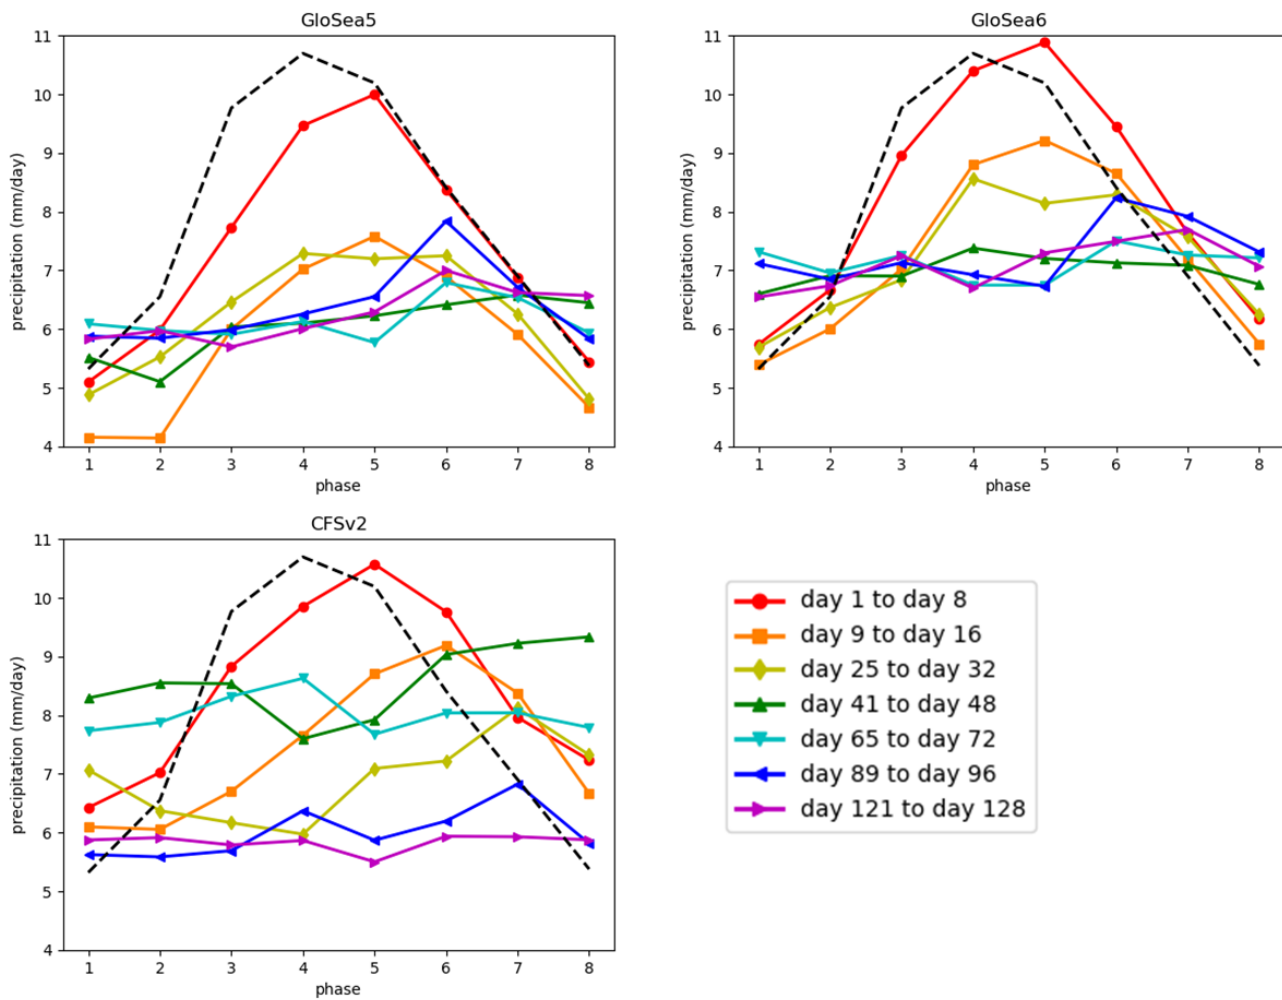 GloSea5
11
10
9
8
7
6
5
4
precipitation (mm/day)
1 2 3 4 5 6 7 8
phase
GloSea6
11
10
9
8
7
6
5
4
precipitation (mm/day)
1 2 3 4 5 6 7 8
phase
CFSv2
11
10
9
8
7
6
5
4
precipitation (mm/day)
1 2 3 4 5 6 7 8
phase
day 1 to day 8
day 9 to day 16
day 25 to day 32
day 41 to day 48
day 65 to day 72
day 89 to day 96
day 121 to day 128